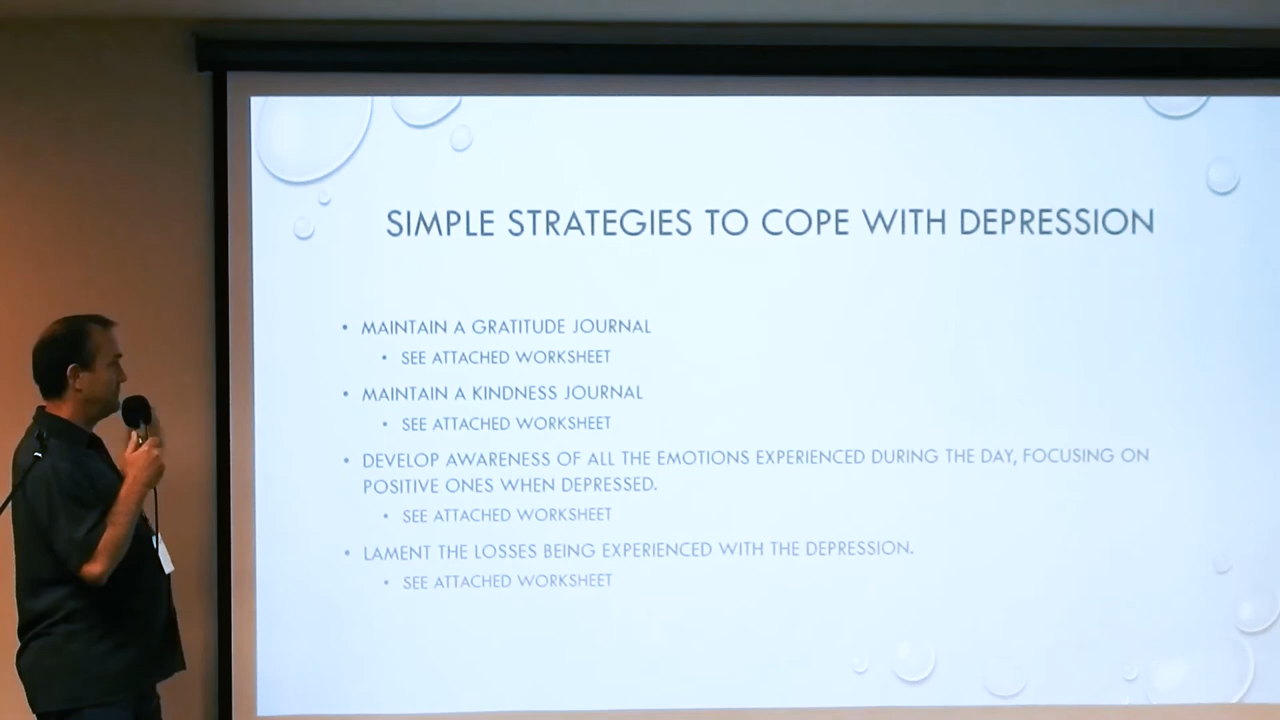 SIMPLE STRATEGIES TO COPE WITH DEPRESSION
• MAINTAIN A GRATITUDE JOURNAL
• SEE ATTACHED WORKSHEET
• MAINTAIN A KINDNESS JOURNAL
• SEE ATTACHED WORKSHEET
• DEVELOP AWARENESS OF ALL THE EMOTIONS EXPERIENCED DURING THE DAY, FOCUSING ON
POSITIVE ONES WHEN DEPRESSED.
• SEE ATTACHED WORKSHEET
• LAMENT THE LOSSES BEING EXPERIENCED WITH THE DEPRESSION.
• SEE ATTACHED WORKSHEET